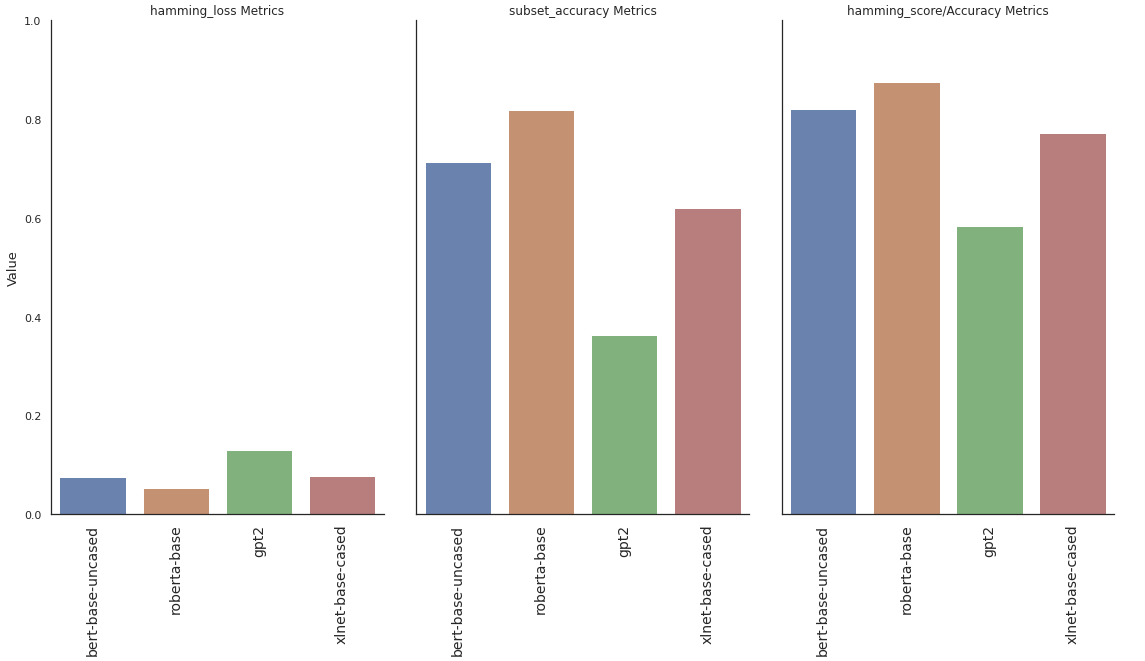 hamming_loss Metrics
subset_accuracy Metrics
hamming_score/Accuracy Metrics
Value
1.0
0.8
0.6
0.4
0.2
0.0
bert-base-uncased
roberta-base
gpt2
xlnet-base-cased
bert-base-uncased
roberta-base
gpt2
xlnet-base-cased
bert-base-uncased
roberta-base
gpt2
xlnet-base-cased